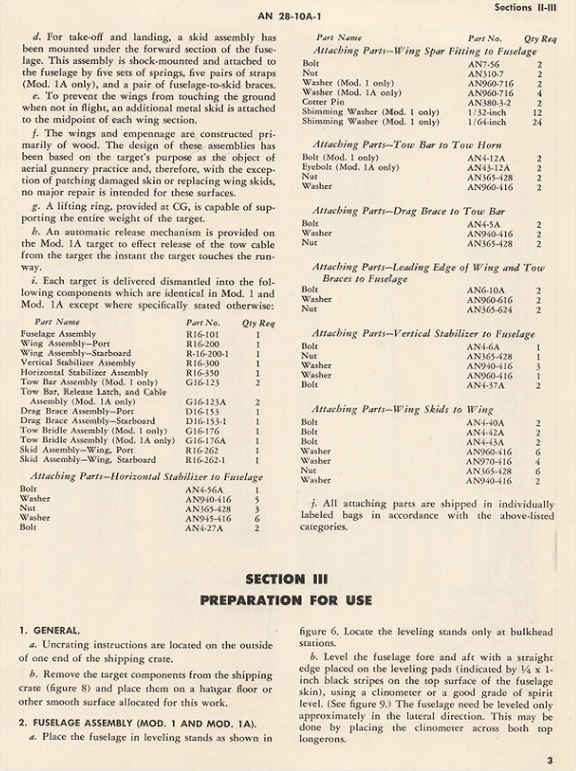 AN 28-10A-1
Sections II-III
d. For take-off and landing, a skid assembly has
been mounted under the forward section of the fuse-
lage. This assembly is shock-mounted and attached to
the fuselage by five sets of springs, five pairs of straps
(Mod. 1A only), and a pair of fuselage-to-skid braces.
e. To prevent the wings from touching the ground
when not in flight, an additional metal skid is attached
to the midpoint of each wing section.
f. The wings and empennage are constructed pri-
marily of wood. The design of these assemblies has
been based on the target's purpose as the object of
aerial gunnery practice and, therefore, with the excep-
tion of patching damaged skin or replacing wing skids,
no major repair is intended for these surfaces.
g. A lifting ring, provided at CG, is capable of sup-
porting the entire weight of the target.
h. An automatic release mechanism is provided on
the Mod. 1A target to effect release of the tow cable
from the target the instant the target touches the run-
way.
i. Each target is delivered dismantled into the fol-
lowing components which are identical in Mod. 1 and
Mod. 1A except where specifically stated otherwise:
Part Name Part No. Qty Req
Fuselage Assembly R16-101 1
Wing Assembly—Port R16-200 1
Wing Assembly—Starboard R-16-200-1 1
Vertical Stabilizer Assembly R16-300 1
Horizontal Stabilizer Assembly R16-350 1
Tow Bar Assembly (Mod. 1 only) G16-123 2
Tow Bar, Release Latch, and Cable
Assembly (Mod. 1A only) G16-123A 2
Drag Brace Assembly—Port D16-153 1
Drag Brace Assembly—Starboard D16-153-1 1
Tow Bridle Assembly (Mod. 1 only) G16-176 1
Tow Bridle Assembly (Mod. 1A only) G16-176A 1
Skid Assembly—Wing, Port R16-262 1
Skid Assembly—Wing, Starboard R16-262-1 1
Attaching Parts—Horizontal Stabilizer to Fuselage
Bolt AN4-56A 1
Washer AN940-416 5
Nut AN365-428 3
Washer AN945-416 6
Bolt AN4-27A 2
Part Name Part No. Qty Req
Attaching Parts—Wing Spar Fitting to Fuselage
Bolt AN7-56 2
Nut AN310-7 2
Washer (Mod. 1 only) AN960-716 2
Washer (Mod. 1A only) AN960-716 4
Cotter Pin AN380-3-2 2
Shimming Washer (Mod. 1 only) 1/32-inch 12
Shimming Washer (Mod. 1 only) 1/64-inch 24
Attaching Parts—Tow Bar to Tow Horn
Bolt (Mod. 1 only) AN4-12A 2
Eyebolt (Mod. 1A only) AN43-12A 2
Nut AN365-428 2
Washer AN960-416 2
Attaching Parts—Drag Brace to Tow Bar
Bolt AN4-5A 2
Washer AN940-416 2
Nut AN365-428 2
Attaching Parts—Leading Edge of Wing and Tow
Braces to Fuselage
Bolt AN6-10A 2
Washer AN960-616 2
Nut AN365-624 2
Attaching Parts—Vertical Stabilizer to Fuselage
Bolt AN4-6A 1
Nut AN365-428 1
Washer AN940-416 3
Washer AN960-416 1
Bolt AN4-37A 2
Attaching Parts—Wing Skids to Wing
Bolt AN4-40A 2
Bolt AN4-42A 2
Bolt AN4-43A 2
Washer AN960-416 6
Washer AN970-416 4
Nut AN365-428 6
Washer AN940-416 2
j. All attaching parts are shipped in individually
labeled bags in accordance with the above-listed
categories.
SECTION III
PREPARATION FOR USE
1. GENERAL.
a. Uncrating instructions are located on the outside
of one end of the shipping crate.
b. Remove the target components from the shipping
crate (figure 8) and place them on a hangar floor or
other smooth surface allocated for this work.
2. FUSELAGE ASSEMBLY (MOD. 1 AND MOD. 1A).
a. Place the fuselage in leveling stands as shown in
figure 6. Locate the leveling stands only at bulkhead
stations.
b. Level the fuselage fore and aft with a straight
edge placed on the leveling pads (indicated by ¼ x 1-
inch black stripes on the top surface of the fuselage
skin), using a clinometer or a good grade of spirit
level. (See figure 9.) The fuselage need be leveled only
approximately in the lateral direction. This may be
done by placing the clinometer across both top
longerons.
3